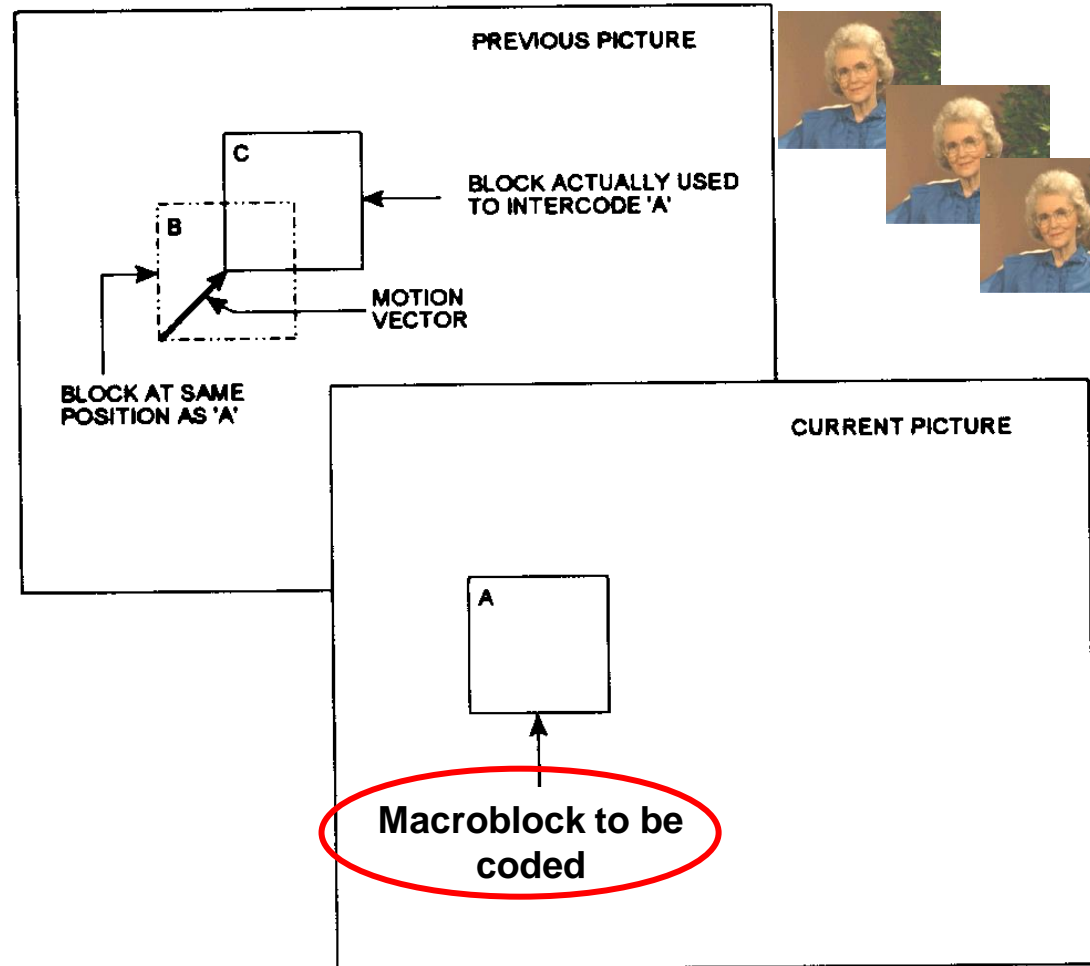 PREVIOUS PICTURE
C
BLOCK ACTUALLY USED
TO INTERCODE 'A'
B
MOTION
VECTOR
BLOCK AT SAME
POSITION AS 'A'
CURRENT PICTURE
A
Macroblock to be
coded